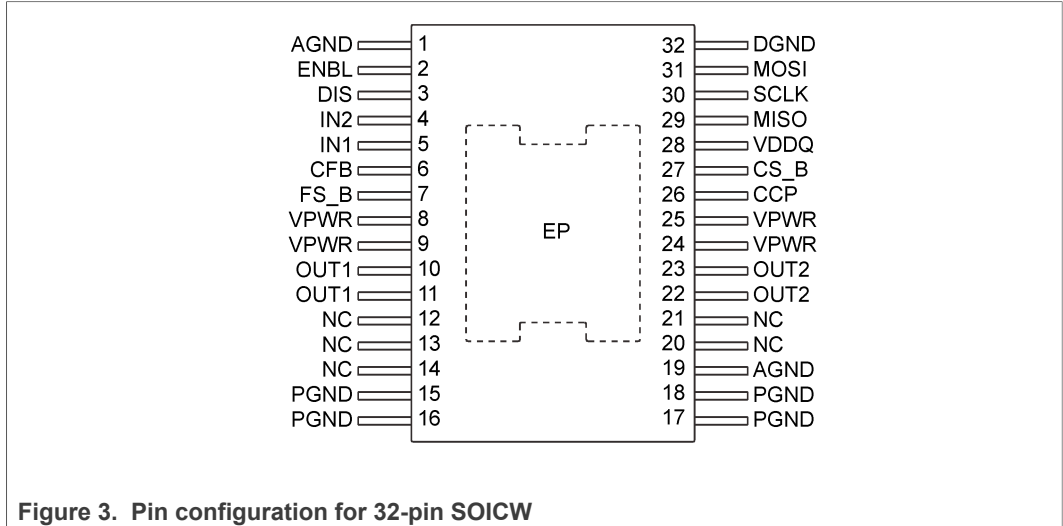 AGND 1 32 DGND
ENBL 2 31 MOSI
DIS 3 30 SCLK
IN2 4 29 MISO
IN1 5 28 VDDQ
CFB 6 27 CS_B
FS_B 7 26 CCP
VPWR 8 25 VPWR
VPWR 9 24 VPWR
EP
OUT1 10 23 OUT2
OUT1 11 22 OUT2
NC 12 21 NC
NC 13 20 NC
NC 14 19 AGND
PGND 15 18 PGND
PGND 16 17 PGND
Figure 3. Pin configuration for 32-pin SOICW